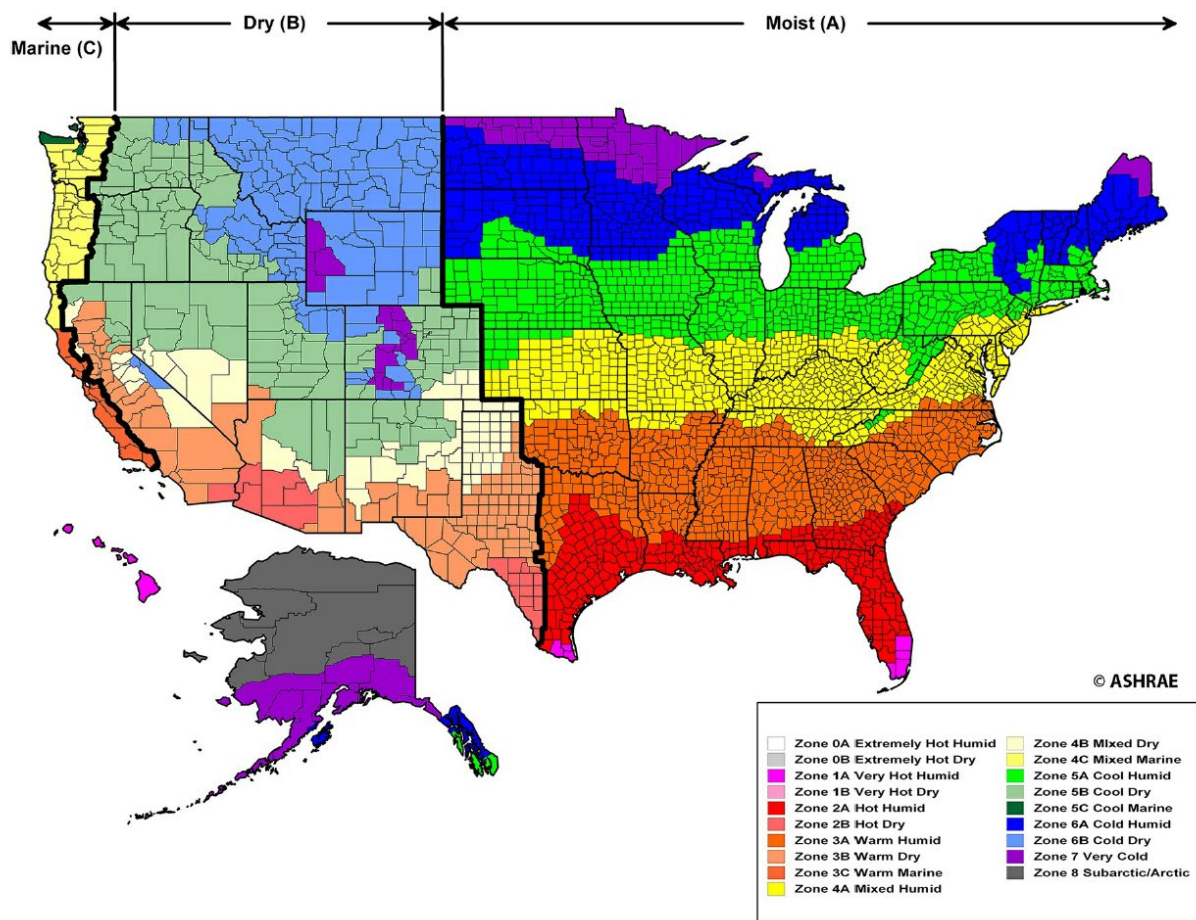 Dry (B)
Moist (A)
Marine (C)
© ASHRAE
Zone 0A Extremely Hot Humid
Zone 0B Extremely Hot Dry
Zone 1A Very Hot Humid
Zone 1B Very Hot Dry
Zone 2A Hot Humid
Zone 2B Hot Dry
Zone 3A Warm Humid
Zone 3B Warm Dry
Zone 3C Warm Marine
Zone 4A Mixed Humid
Zone 4B MIxed Dry
Zone 4C Mixed Marine
Zone 5A Cool Humid
Zone 5B Cool Dry
Zone 5C Cool Marine
Zone 6A Cold Humid
Zone 6B Cold Dry
Zone 7 Very Cold
Zone 8 Subarctic/Arctic